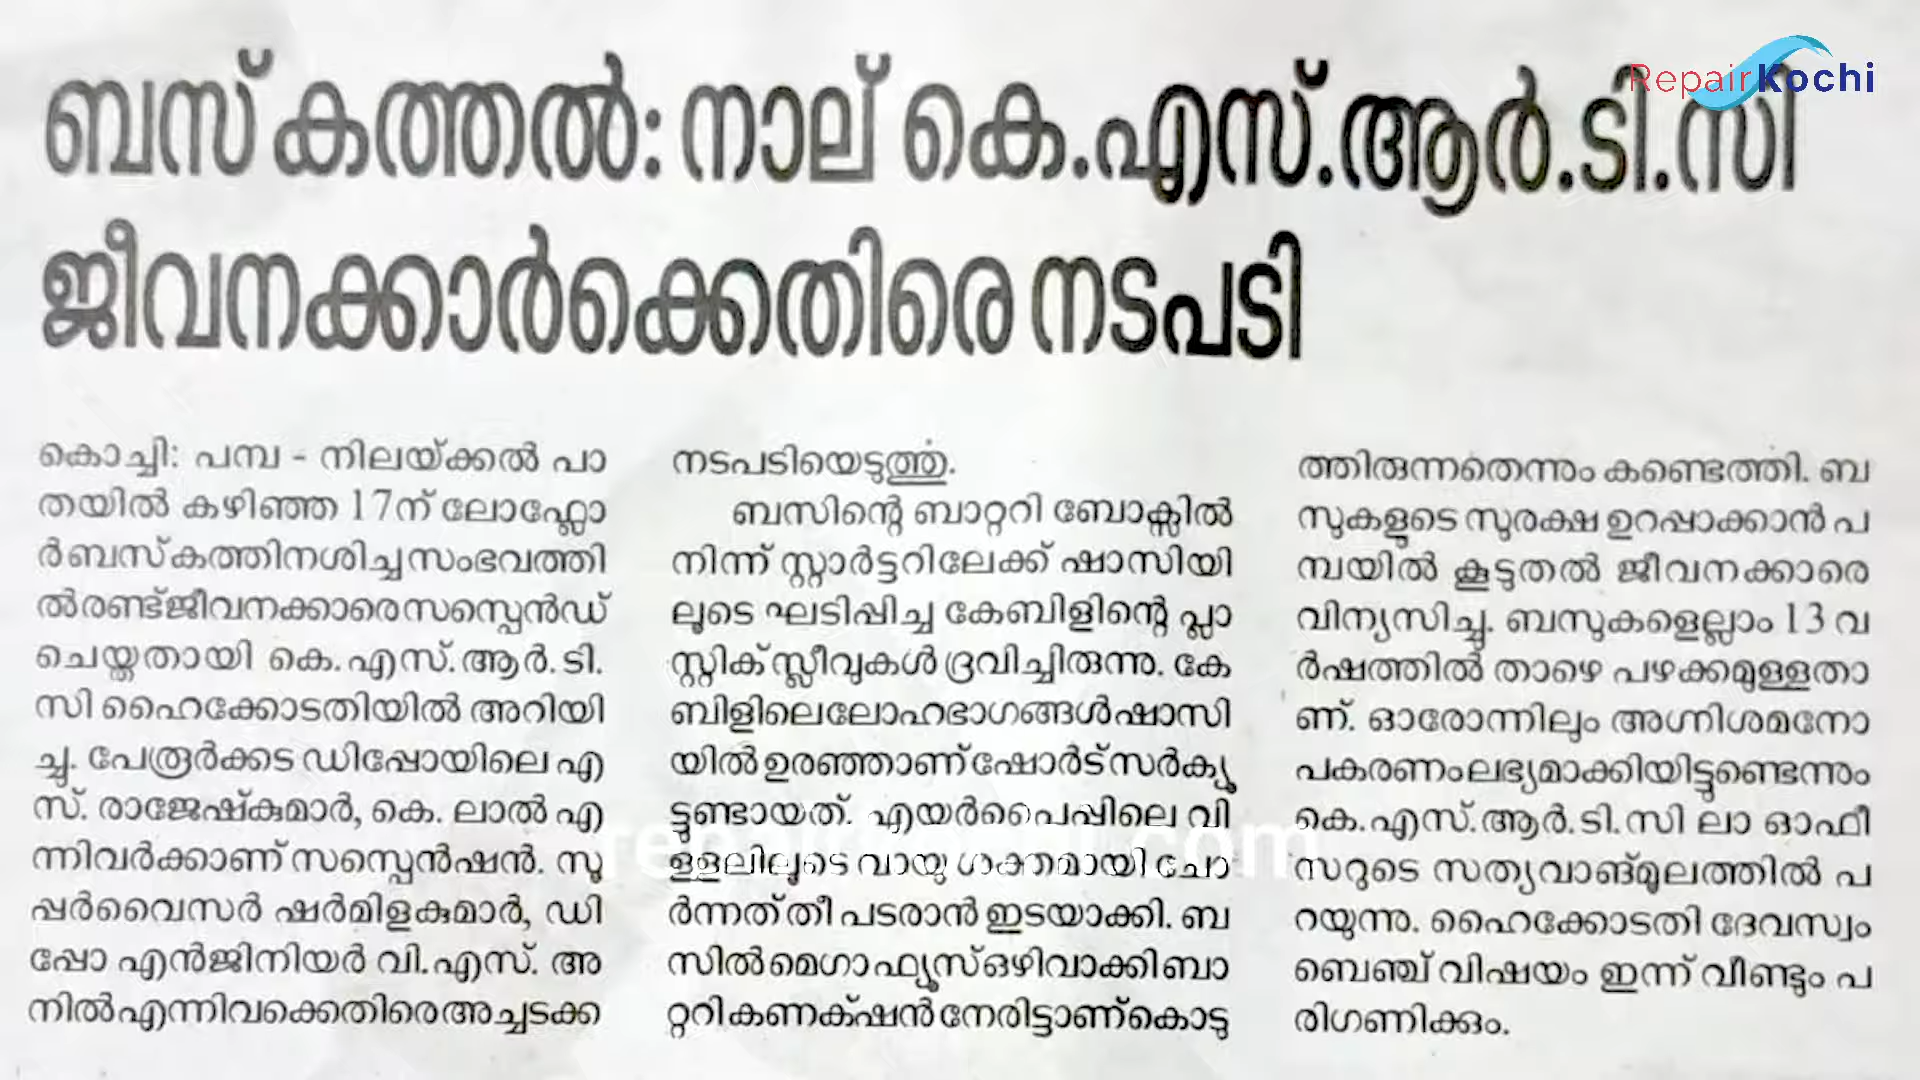 RepairKochi
ബസ് കത്തൽ: നാല് കെ.എസ്.ആർ.ടി.സി
ജീവനക്കാർക്കെതിരെ നടപടി
കൊച്ചി: പമ്പ - നിലയ്ക്കൽ പാ
തയിൽ കഴിഞ്ഞ 17ന് ലോഫ്ലോ
ർ ബസ് കത്തിനശിച്ച സംഭവത്തി
ൽ രണ്ട് ജീവനക്കാരെ സസ്പെൻഡ്
ചെയ്തതായി കെ.എസ്.ആർ.ടി.
സി ഹൈക്കോടതിയിൽ അറിയി
ച്ചു. പേരൂർക്കട ഡിപ്പോയിലെ എ
സ്. രാജേഷ്കുമാർ, കെ. ലാൽ എ
ന്നിവർക്കാണ് സസ്പെൻഷൻ. സൂ
പ്പർവൈസർ ഷർമിളകുമാർ, ഡി
പ്പോ എൻജിനിയർ വി.എസ്. അ
നിൽ എന്നിവക്കെതിരെ അച്ചടക്ക
നടപടിയെടുത്തു.
ബസിന്റെ ബാറ്ററി ബോക്സിൽ
നിന്ന് സ്റ്റാർട്ടറിലേക്ക് ഷാസിയി
ലൂടെ ഘടിപ്പിച്ച കേബിളിന്റെ പ്ലാ
സ്റ്റിക് സ്ലീവുകൾ ദ്രവിച്ചിരുന്നു. കേ
ബിളിലെ ലോഹഭാഗങ്ങൾ ഷാസി
യിൽ ഉരഞ്ഞാണ് ഷോർട്സർക്യൂ
ട്ടുണ്ടായത്. എയർപൈപ്പിലെ വി
ള്ളലിലൂടെ വായു ശക്തമായി ചോ
ർന്നത് തീ പടരാൻ ഇടയാക്കി. ബ
സിൽ മെഗാ ഫ്യൂസ് ഒഴിവാക്കി ബാ
റ്ററി കണക്‌ഷൻ നേരിട്ടാണ് കൊടു
ത്തിരുന്നതെന്നും കണ്ടെത്തി. ബ
സുകളുടെ സുരക്ഷ ഉറപ്പാക്കാൻ പ
മ്പയിൽ കൂടുതൽ ജീവനക്കാരെ
വിന്യസിച്ചു. ബസുകളെല്ലാം 13 വ
ർഷത്തിൽ താഴെ പഴക്കമുള്ളതാ
ണ്. ഓരോന്നിലും അഗ്നിശമനോ
പകരണം ലഭ്യമാക്കിയിട്ടുണ്ടെന്നും
കെ.എസ്.ആർ.ടി.സി ലാ ഓഫീ
സറുടെ സത്യവാങ്മൂലത്തിൽ പ
റയുന്നു. ഹൈക്കോടതി ദേവസ്വം
ബെഞ്ച് വിഷയം ഇന്ന് വീണ്ടും പ
രിഗണിക്കും.